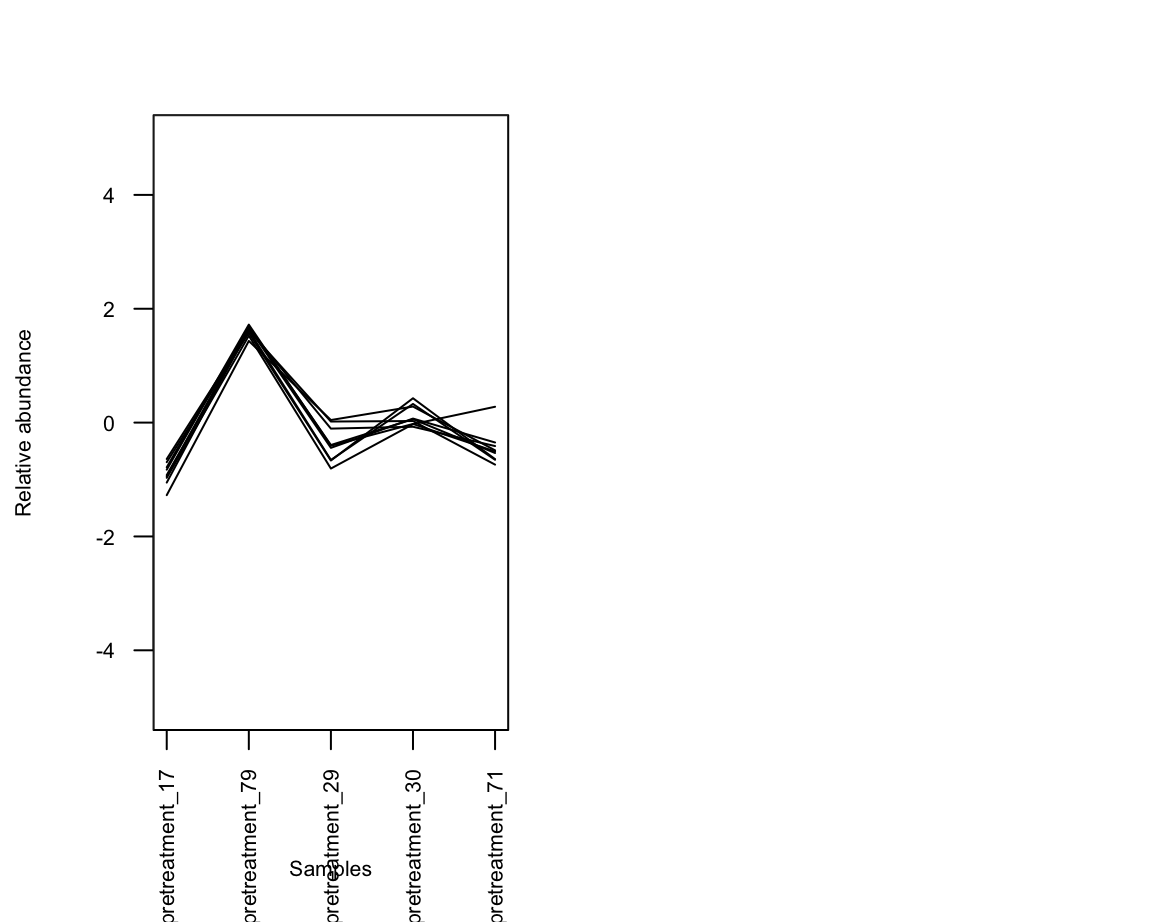 4
2
0
-2
-4
Relative abundance
pretreatment_17
pretreatment_79
pretreatment_29
pretreatment_30
pretreatment_71
Samples